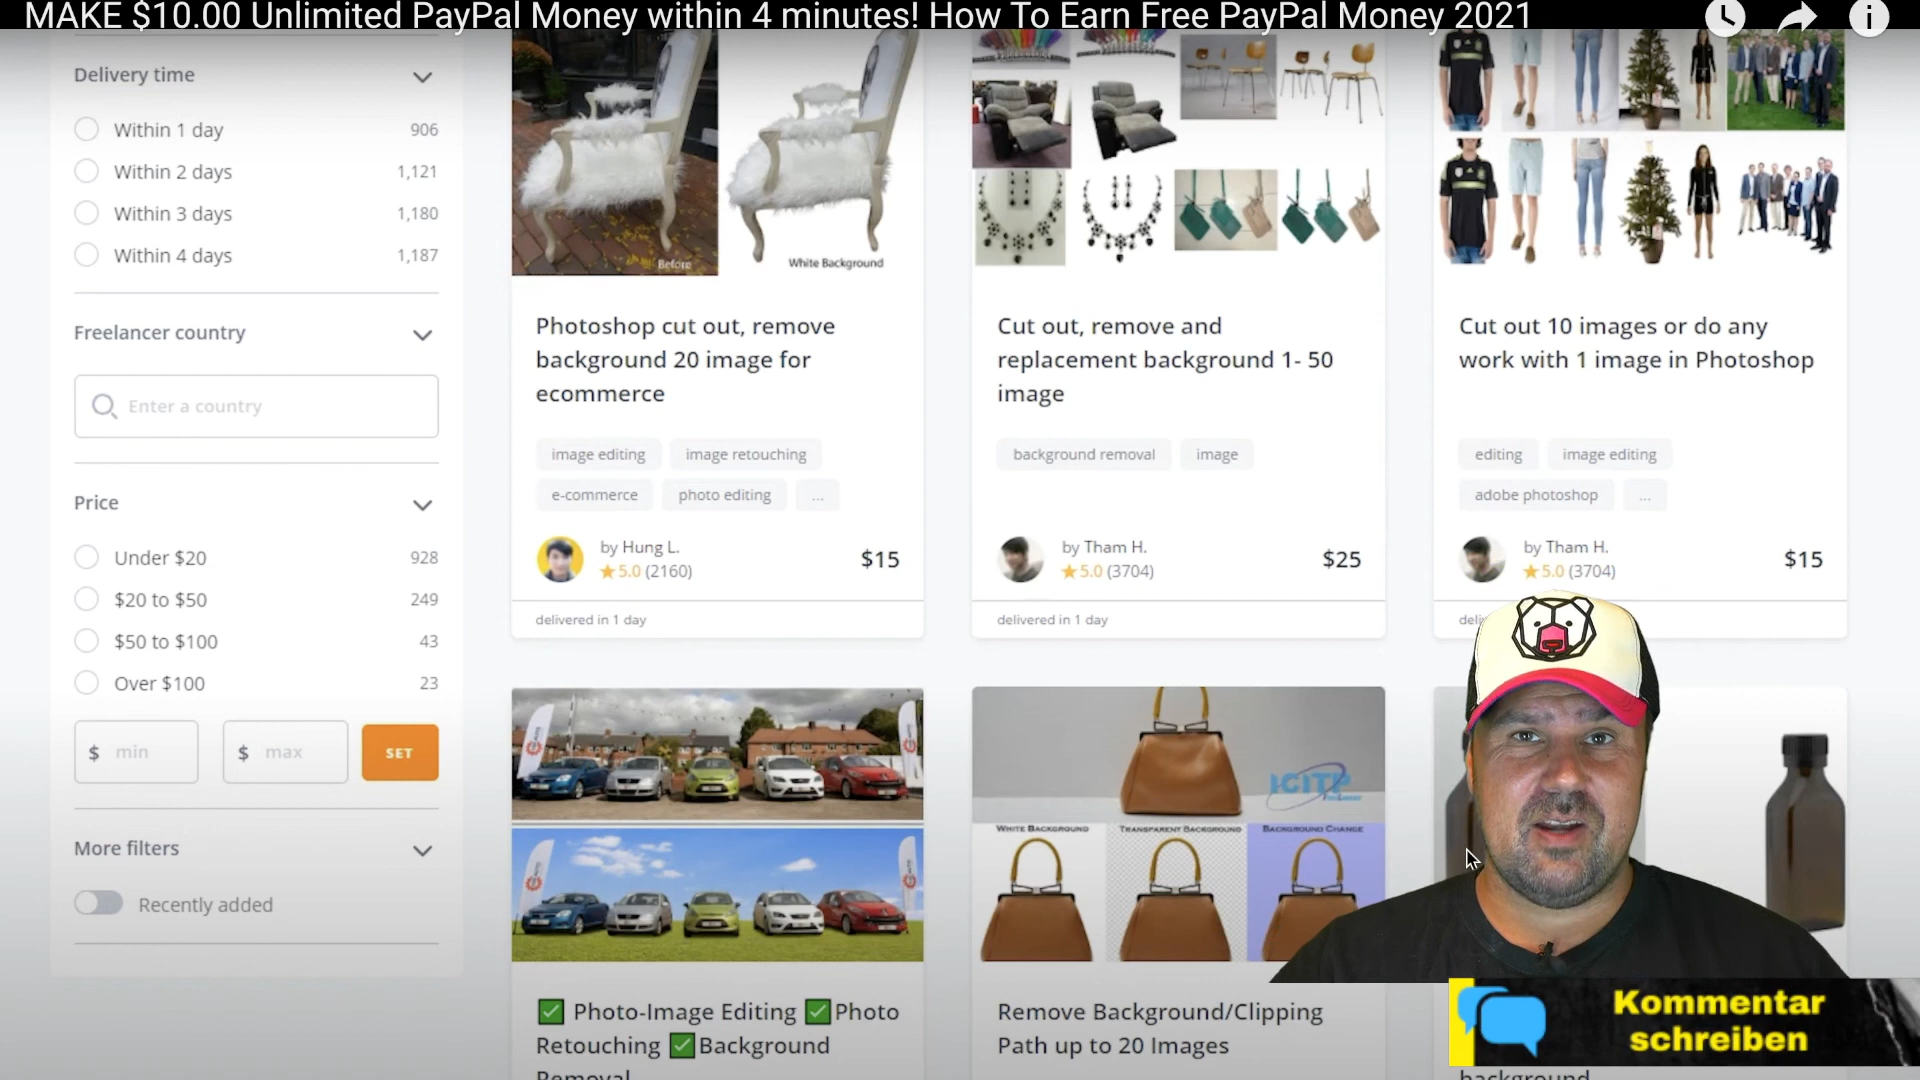 MAKE $10.00 Unlimited PayPal Money within 4 minutes! How To Earn Free PayPal Money 2021
Delivery time
Within 1 day 906
Within 2 days 1,121
Within 3 days 1,180
Within 4 days 1,187
Freelancer country
Enter a country
Price
Under $20 928
$20 to $50 249
$50 to $100 43
Over $100 23
$ min $ max SET
More filters
Recently added
Before White Background
Photoshop cut out, remove
background 20 image for
ecommerce
image editing image retouching
e-commerce photo editing ...
by Hung L.
5.0 (2160)
$15
delivered in 1 day
Cut out, remove and
replacement background 1- 50
image
background removal image
by Tham H.
5.0 (3704)
$25
delivered in 1 day
Cut out 10 images or do any
work with 1 image in Photoshop
editing image editing
adobe photoshop ...
by Tham H.
5.0 (3704)
$15
✅ Photo-Image Editing ✅Photo
Retouching ✅Background
Removal
WHITE BACKGROUND TRANSPARENT BACKGROUND BACKGROUND CHANGE
Remove Background/Clipping
Path up to 20 Images
background
Kommentar
schreiben